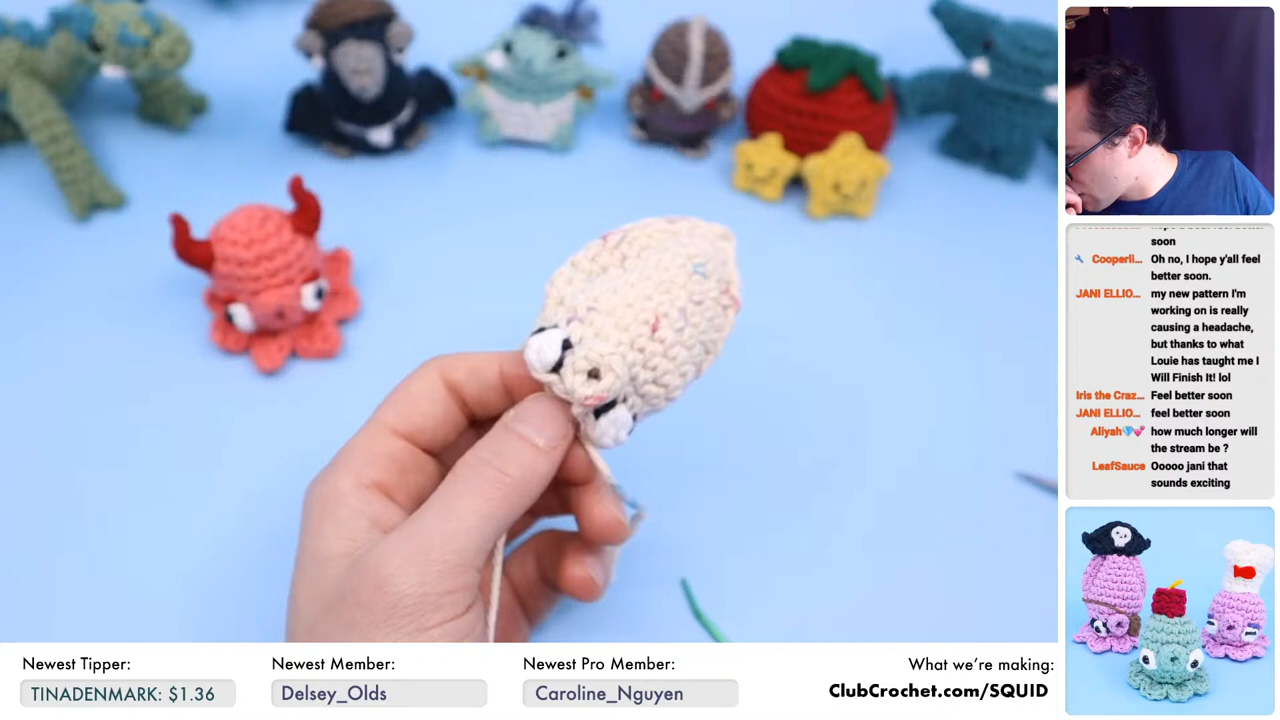 soon
Cooperli... Oh no, I hope y'all feel
better soon.
JANI ELLIO... my new pattern I'm
working on is really
causing a headache,
but thanks to what
Louie has taught me I
Will Finish It! lol
Iris the Craz... Feel better soon
JANI ELLIO... feel better soon
Aliyah💎💕 how much longer will
the stream be ?
LeafSauce Ooooo jani that
sounds exciting
Newest Tipper:
TINADENMARK: $1.36
Newest Member:
Delsey_Olds
Newest Pro Member:
Caroline_Nguyen
What we're making:
ClubCrochet.com/SQUID